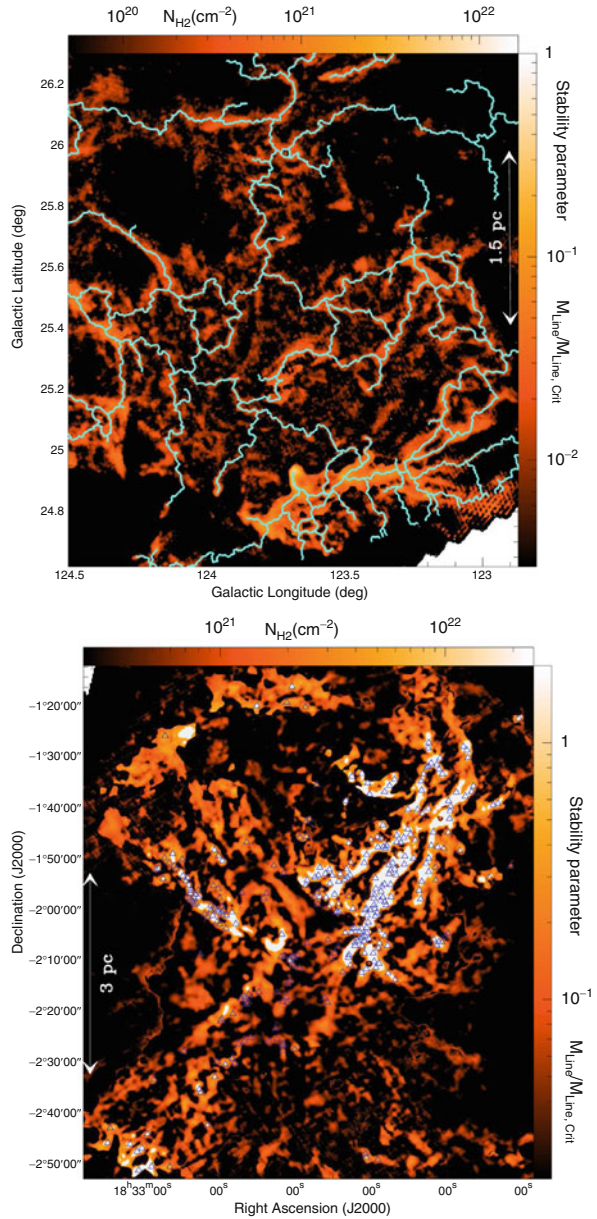 10²⁰ N_H2(cm⁻²) 10²¹ 10²²
1
26.2
26
25.8
25.6
25.4
25.2
25
24.8
Galactic Latitude (deg)
1.5 pc
Stability parameter
10⁻¹
M_Line/M_Line, Crit
10⁻²
124.5 124 123.5 123
Galactic Longitude (deg)
10²¹ N_H2(cm⁻²) 10²²
−1°20′00″
−1°30′00″
−1°40′00″
−1°50′00″
−2°00′00″
−2°10′00″
−2°20′00″
−2°30′00″
−2°40′00″
−2°50′00″
Declination (J2000)
3 pc
1
Stability parameter
10⁻¹
M_Line/M_Line, Crit
18ʰ33ᵐ00ˢ 00ˢ 00ˢ 00ˢ 00ˢ 00ˢ
Right Ascension (J2000)